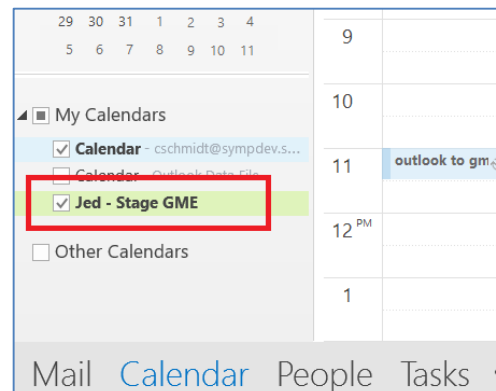 29 30 31 1 2 3 4
5 6 7 8 9 10 11
My Calendars
Calendar - cschmidt@sympdev.s...
Calendar - Outlook Data File
Jed - Stage GME
Other Calendars
9
10
11 outlook to gm
12 PM
1
Mail Calendar People Tasks